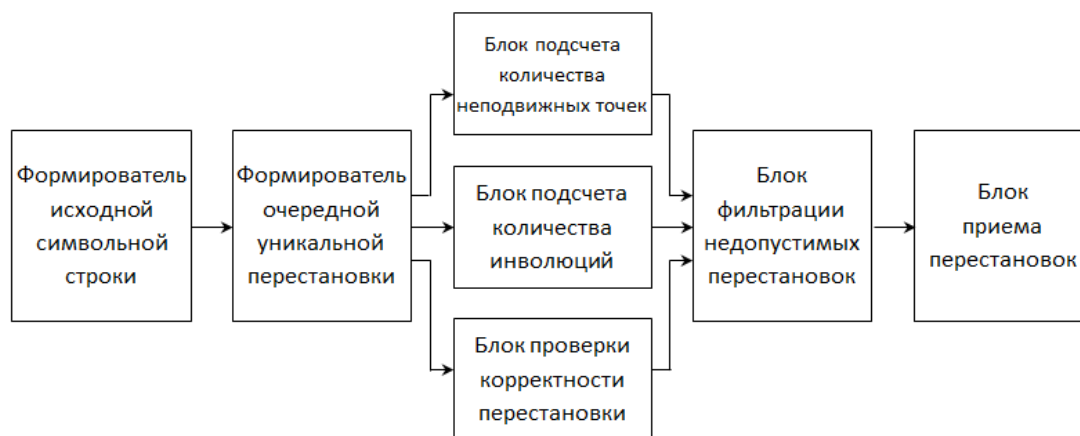 Формирователь
исходной
символьной
строки
Формирователь
очередной
уникальной
перестановки
Блок подсчета
количества
неподвижных точек
Блок подсчета
количества
инволюций
Блок проверки
корректности
перестановки
Блок
фильтрации
недопустимых
перестановок
Блок
приема
перестановок